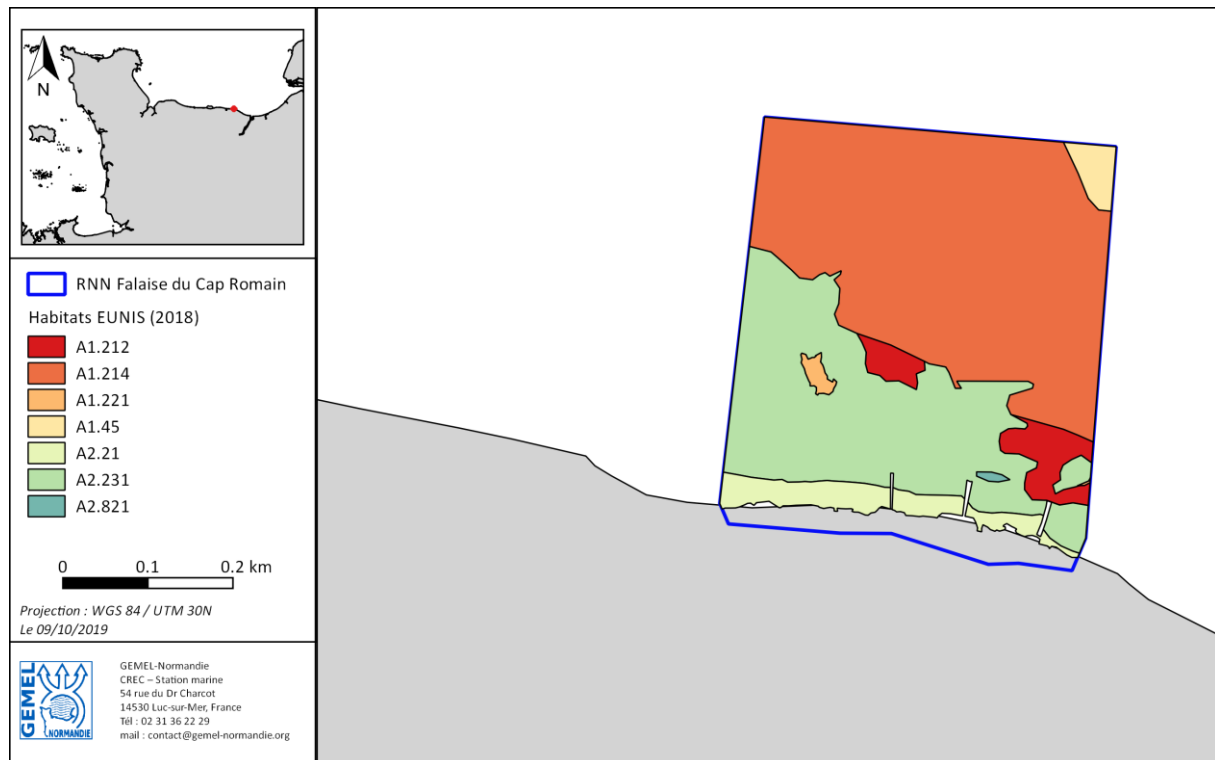 N
RNN Falaise du Cap Romain
Habitats EUNIS (2018)
A1.212
A1.214
A1.221
A1.45
A2.21
A2.231
A2.821
0 0.1 0.2 km
Projection : WGS 84 / UTM 30N
Le 09/10/2019
GEMEL
NORMANDIE
GEMEL-Normandie
CREC – Station marine
54 rue du Dr Charcot
14530 Luc-sur-Mer, France
Tél : 02 31 36 22 29
mail : contact@gemel-normandie.org